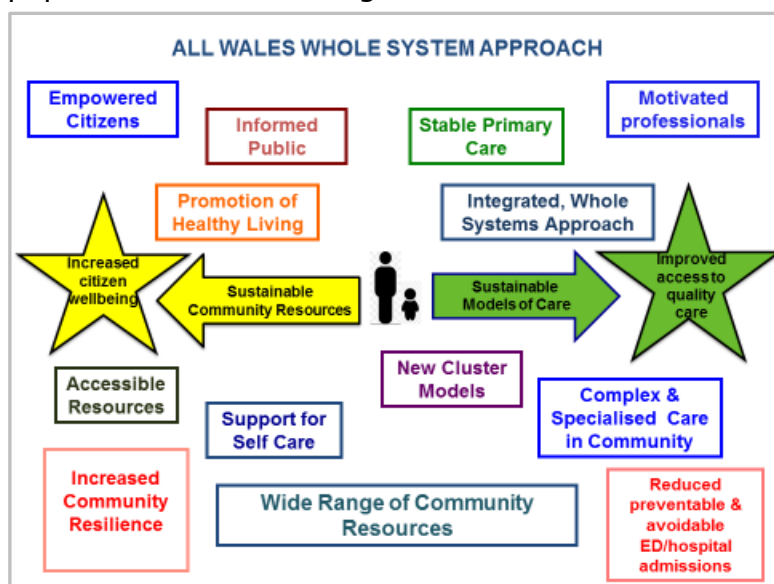 ALL WALES WHOLE SYSTEM APPROACH
Empowered
Citizens
Informed
Public
Stable Primary
Care
Motivated
professionals
Promotion of
Healthy Living
Integrated, Whole
Systems Approach
Increased
citizen
wellbeing
Sustainable
Community Resources
Sustainable
Models of Care
Improved
access to
quality
care
Accessible
Resources
New Cluster
Models
Support for
Self Care
Complex &
Specialised Care
in Community
Increased
Community
Resilience
Wide Range of Community
Resources
Reduced
preventable &
avoidable
ED/hospital
admissions